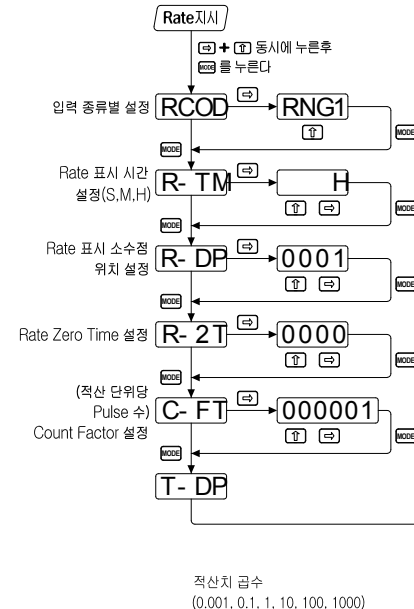 Rate지시
⇨ + ⇧ 동시에 누른후
MODE 를 누른다
입력 종류별 설정 RCOD ⇨ RNG1
⇧ MODE
MODE
Rate 표시 시간
설정(S,M,H) R- TM ⇨ H
⇧ ⇨ MODE
MODE
Rate 표시 소수점
위치 설정 R- DP ⇨ 0001
⇧ ⇨ MODE
MODE
Rate Zero Time 설정 R- 2T ⇨ 0000
⇧ ⇨ MODE
MODE
(적산 단위당
Pulse 수)
Count Factor 설정 C- FT ⇨ 000001
⇧ ⇨ MODE
MODE
T- DP
적산치 곱수
(0.001, 0.1, 1, 10, 100, 1000)